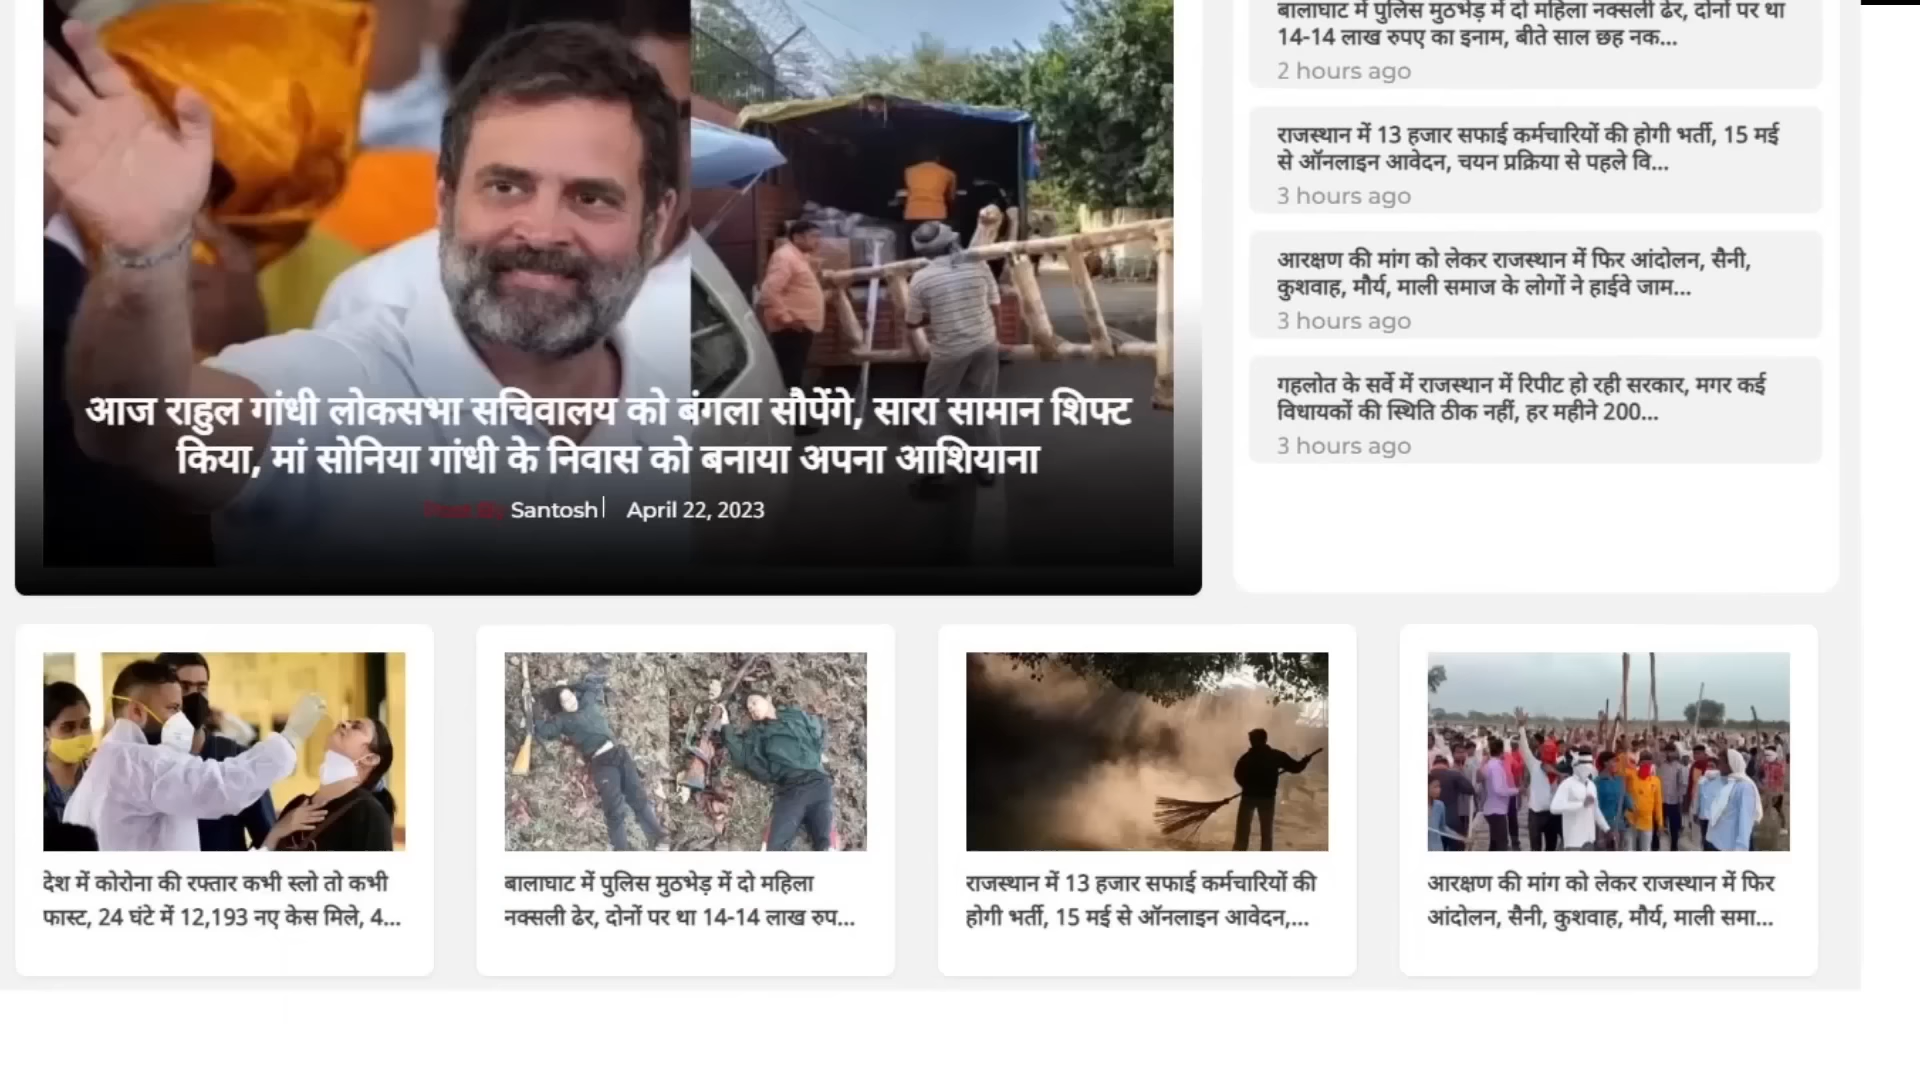 बालाघाट में पुलिस मुठभेड़ में दो महिला नक्सली ढेर, दोनों पर था
14-14 लाख रुपए का इनाम, बीते साल छह नक...
2 hours ago
राजस्थान में 13 हजार सफाई कर्मचारियों की होगी भर्ती, 15 मई
से ऑनलाइन आवेदन, चयन प्रक्रिया से पहले वि...
3 hours ago
आरक्षण की मांग को लेकर राजस्थान में फिर आंदोलन, सैनी,
कुशवाह, मौर्य, माली समाज के लोगों ने हाईवे जाम...
3 hours ago
गहलोत के सर्वे में राजस्थान में रिपीट हो रही सरकार, मगर कई
विधायकों की स्थिति ठीक नहीं, हर महीने 200...
3 hours ago
आज राहुल गांधी लोकसभा सचिवालय को बंगला सौपेंगे, सारा सामान शिफ्ट
किया, मां सोनिया गांधी के निवास को बनाया अपना आशियाना
Santosh | April 22, 2023
देश में कोरोना की रफ्तार कभी स्लो तो कभी
फास्ट, 24 घंटे में 12,193 नए केस मिले, 4...
बालाघाट में पुलिस मुठभेड़ में दो महिला
नक्सली ढेर, दोनों पर था 14-14 लाख रुप...
राजस्थान में 13 हजार सफाई कर्मचारियों की
होगी भर्ती, 15 मई से ऑनलाइन आवेदन,...
आरक्षण की मांग को लेकर राजस्थान में फिर
आंदोलन, सैनी, कुशवाह, मौर्य, माली समा...